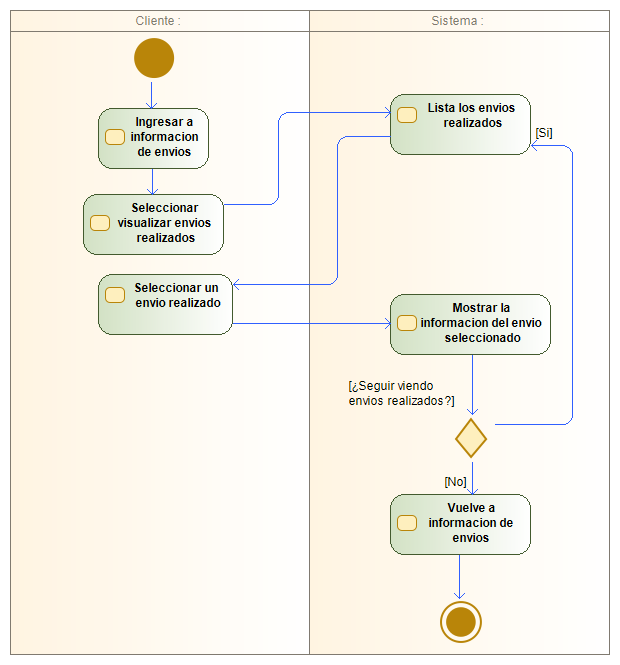 Cliente :
Sistema :
Ingresar a
informacion
de envios
Seleccionar
visualizar envios
realizados
Lista los envios
realizados
[Si]
Seleccionar un
envio realizado
Mostrar la
informacion del envio
seleccionado
[¿Seguir viendo
envios realizados?]
[No]
Vuelve a
informacion de
envios